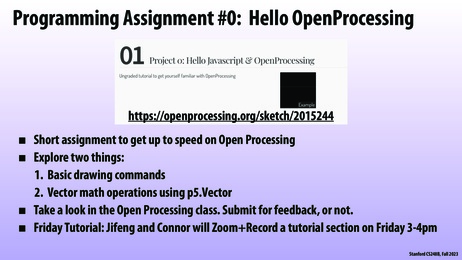 Programming Assignment #0: Hello OpenProcessing
01 Project 0: Hello Javascript & OpenProcessing
Ungraded tutorial to get yourself familiar with OpenProcessing
Example
https://openprocessing.org/sketch/2015244
■ Short assignment to get up to speed on Open Processing
■ Explore two things:
1. Basic drawing commands
2. Vector math operations using p5.Vector
■ Take a look in the Open Processing class. Submit for feedback, or not.
■ Friday Tutorial: Jifeng and Connor will Zoom+Record a tutorial section on Friday 3-4pm
Stanford CS248B, Fall 2023